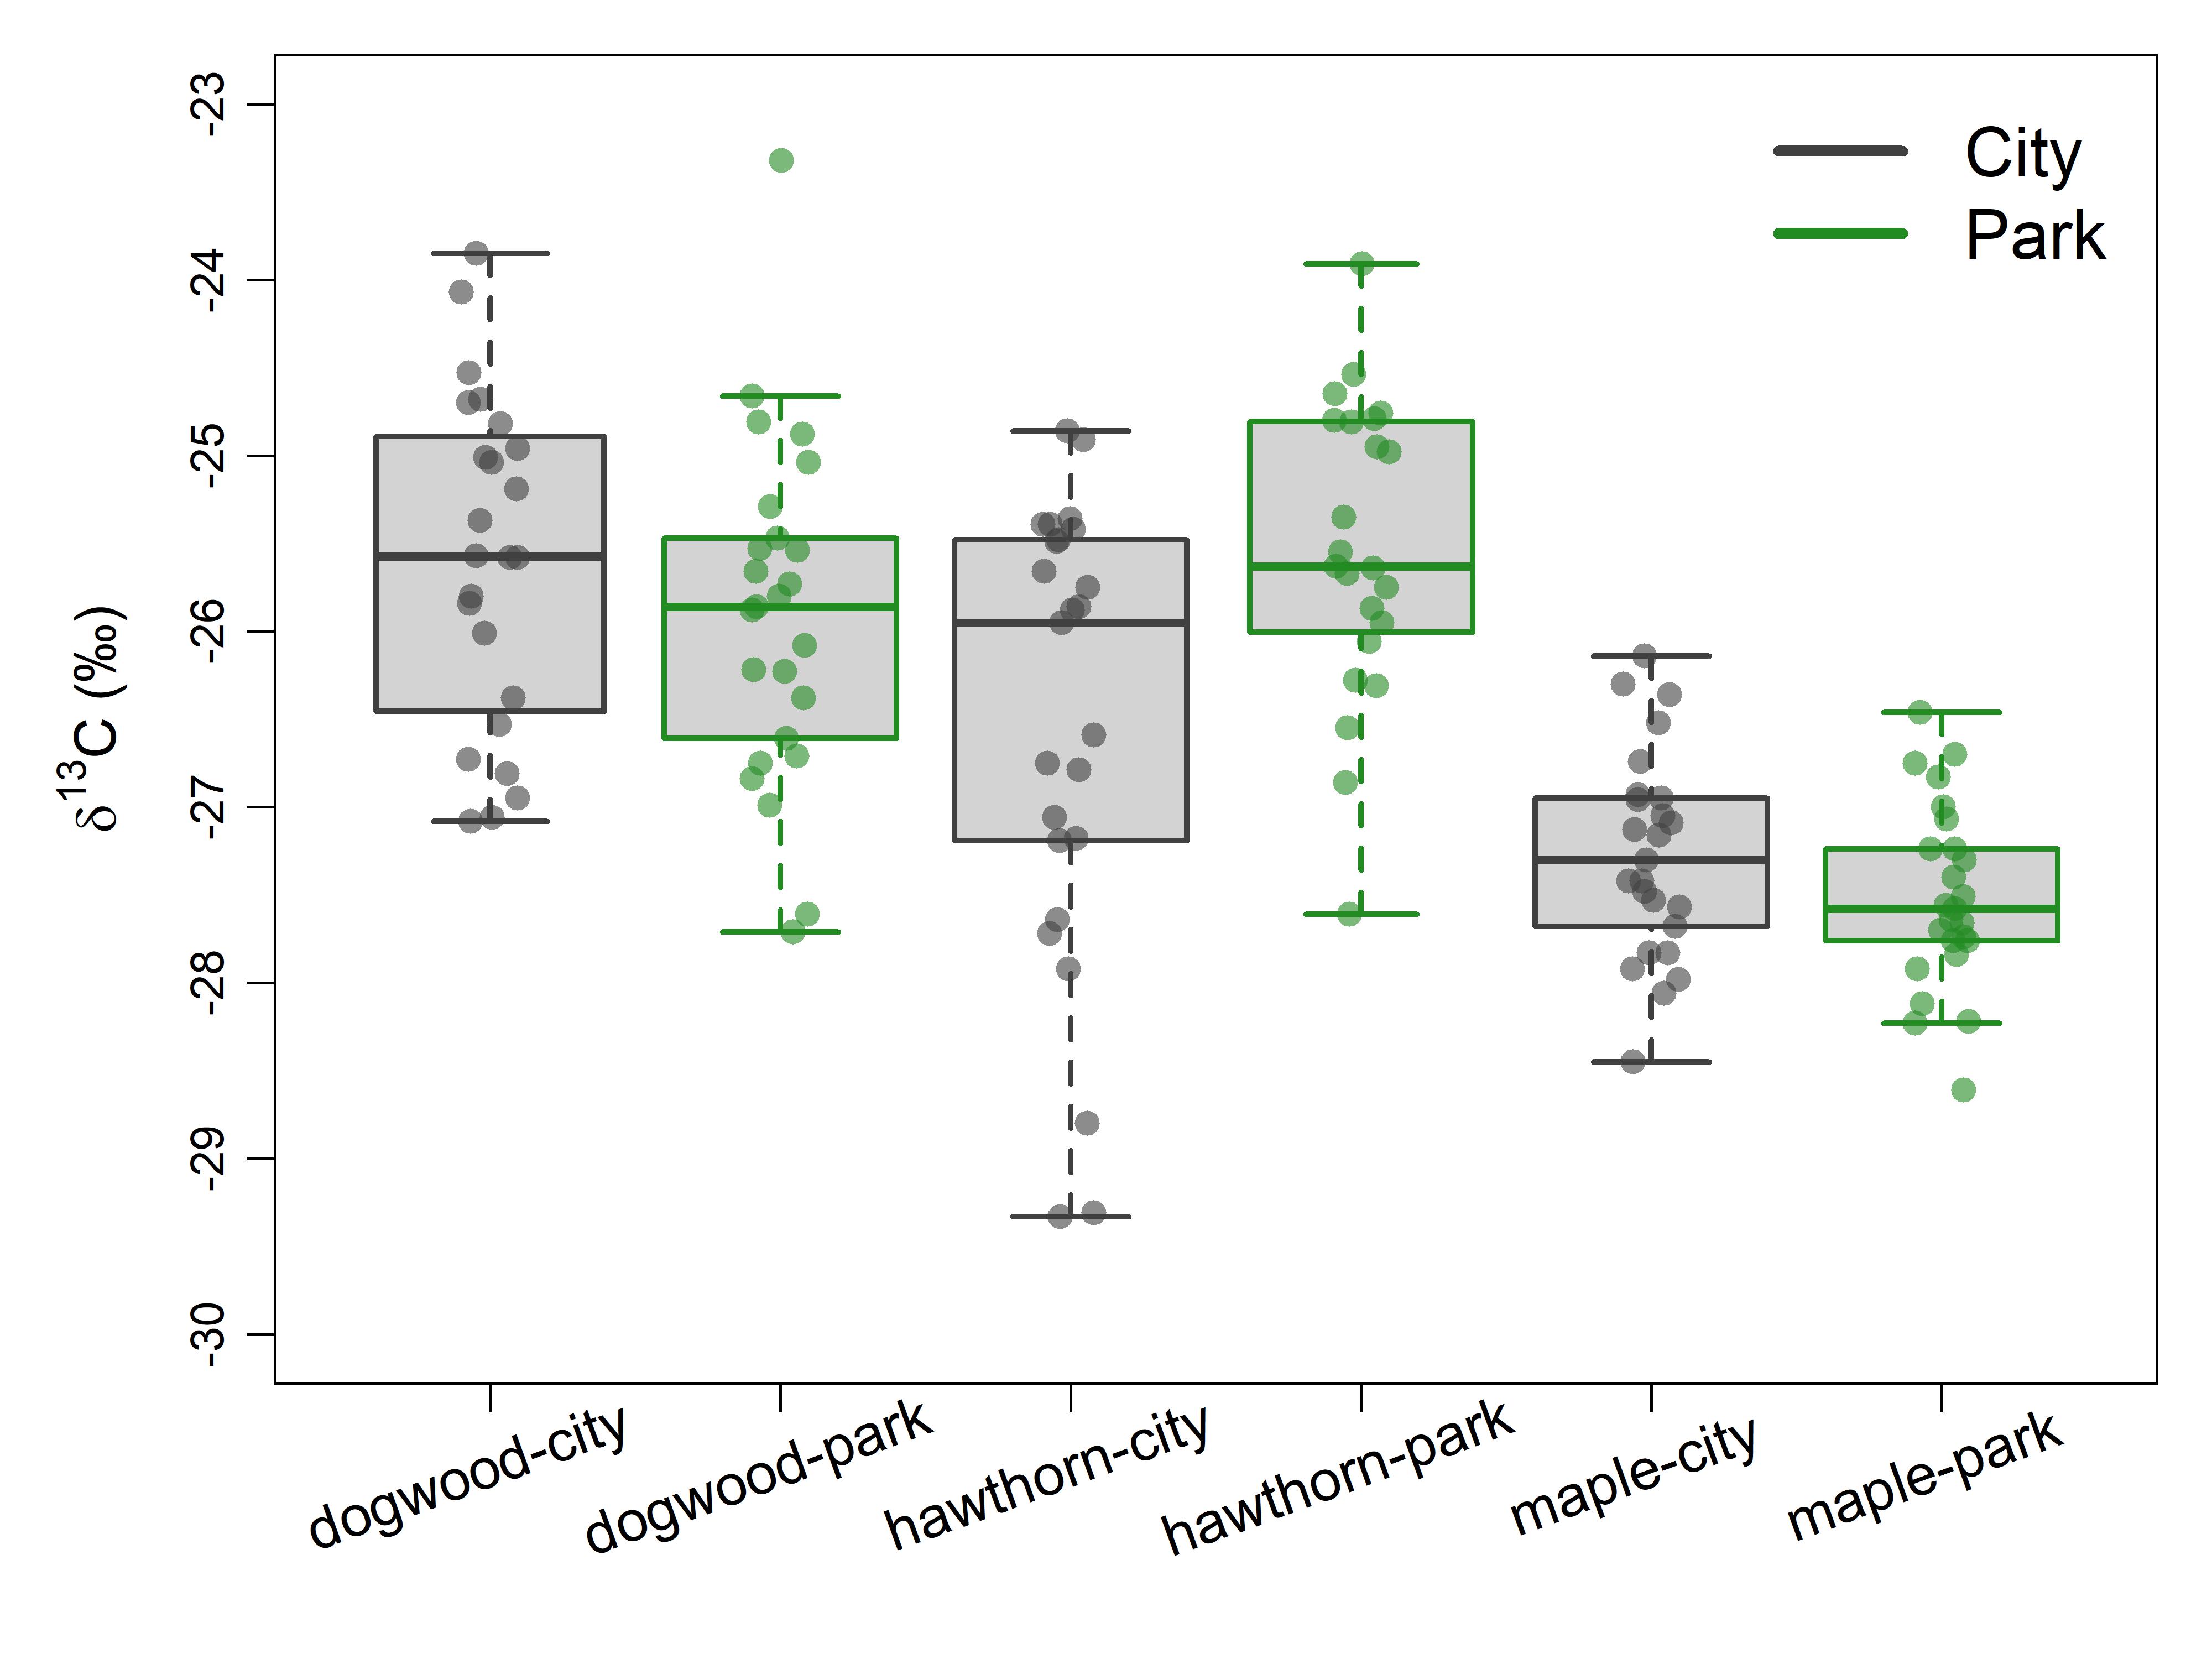 City
Park
-23
-24
-25
-26
-27
-28
-29
-30
δ¹³C (‰)
dogwood-city
dogwood-park
hawthorn-city
hawthorn-park
maple-city
maple-park